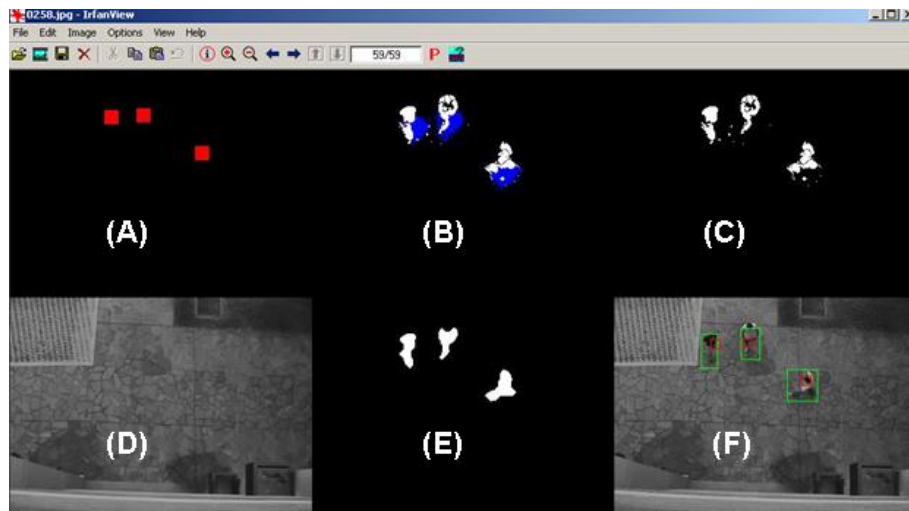 0258.jpg - IrfanView
File Edit Image Options View Help
59/59 P
(A) (B) (C)
(D) (E) (F)